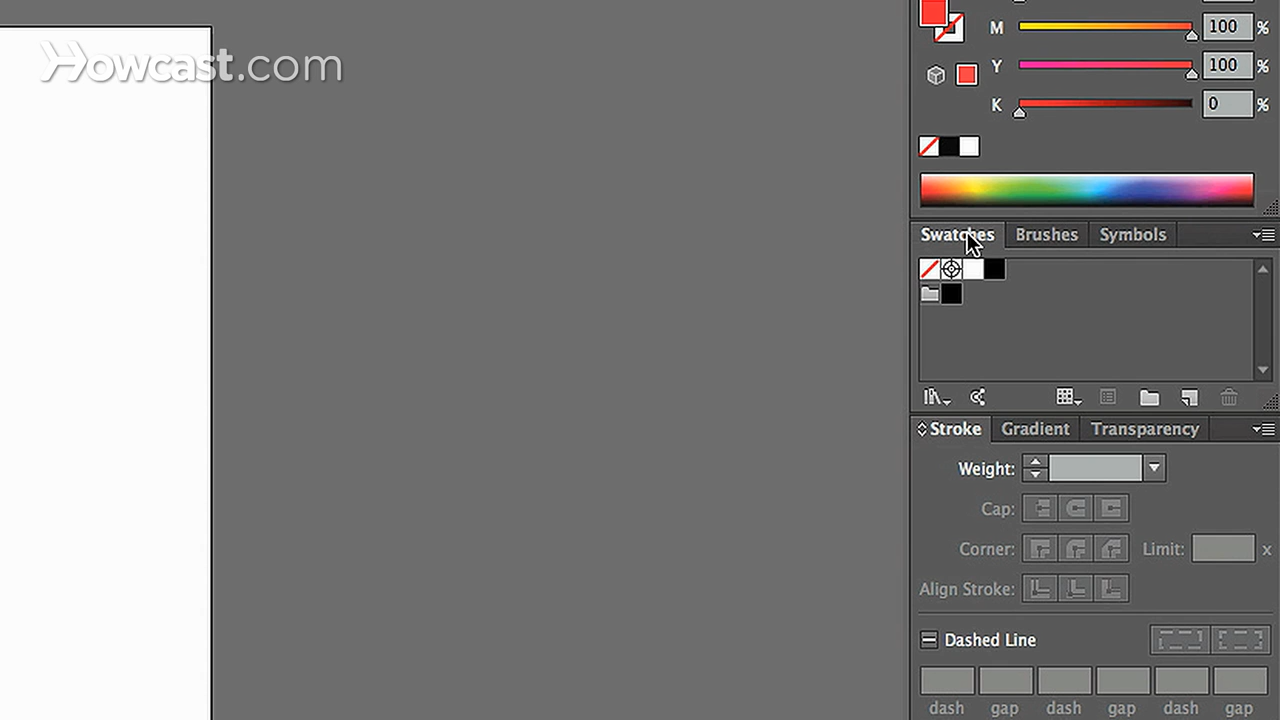 Howcast.com
M 100 %
Y 100 %
K 0 %
Swatches Brushes Symbols
Stroke Gradient Transparency
Weight:
Cap:
Corner: Limit: x
Align Stroke:
Dashed Line
dash gap dash gap dash gap